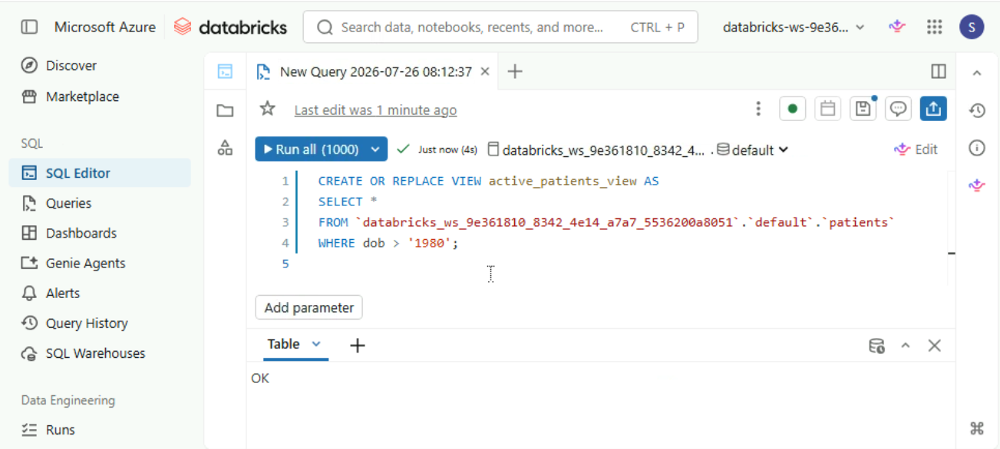 Microsoft Azure databricks Search data, notebooks, recents, and more... CTRL + P databricks-ws-9e36... S
Discover
Marketplace
SQL
SQL Editor
Queries
Dashboards
Genie Agents
Alerts
Query History
SQL Warehouses
Data Engineering
Runs
New Query 2026-07-26 08:12:37
Last edit was 1 minute ago
Run all (1000) Just now (4s) databricks_ws_9e361810_8342_4... . default Edit
1 CREATE OR REPLACE VIEW active_patients_view AS
2 SELECT *
3 FROM `databricks_ws_9e361810_8342_4e14_a7a7_5536200a8051`.`default`.`patients`
4 WHERE dob > '1980';
5
Add parameter
Table
OK